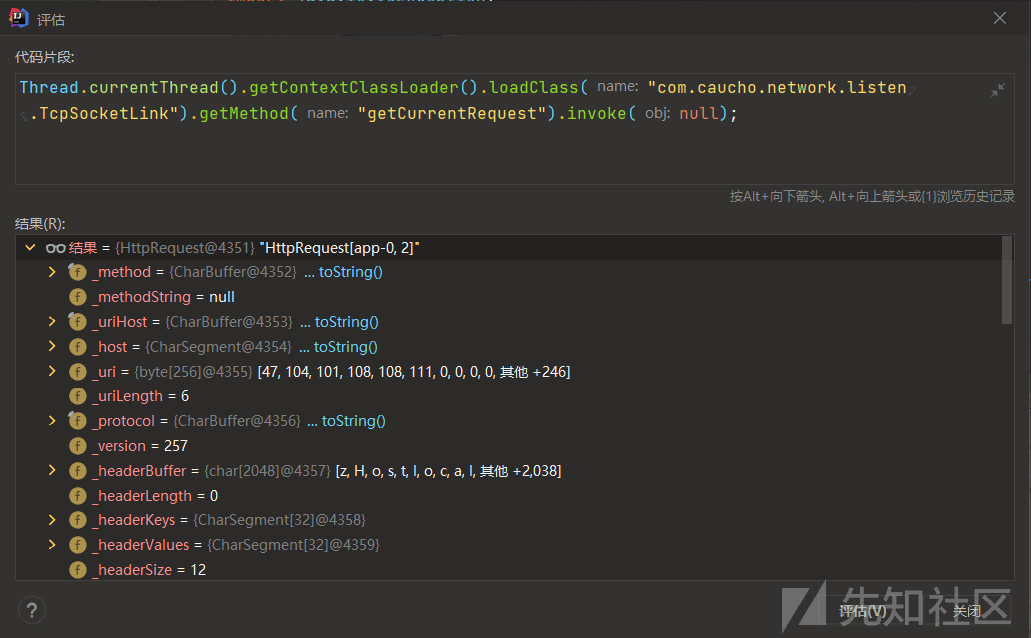 评估
代码片段:
Thread.currentThread().getContextClassLoader().loadClass( name: "com.caucho.network.listen
.TcpSocketLink").getMethod( name: "getCurrentRequest").invoke( obj: null);
按Alt+向下箭头, Alt+向上箭头或{1}浏览历史记录
结果(R):
结果 = {HttpRequest@4351} "HttpRequest[app-0, 2]"
_method = {CharBuffer@4352} ... toString()
_methodString = null
_uriHost = {CharBuffer@4353} ... toString()
_host = {CharSegment@4354} ... toString()
_uri = {byte[256]@4355} [47, 104, 101, 108, 108, 111, 0, 0, 0, 0, 其他 +246]
_uriLength = 6
_protocol = {CharBuffer@4356} ... toString()
_version = 257
_headerBuffer = {char[2048]@4357} [z, H, o, s, t, l, o, c, a, l, 其他 +2,038]
_headerLength = 0
_headerKeys = {CharSegment[32]@4358}
_headerValues = {CharSegment[32]@4359}
_headerSize = 12
?
评估(V)
关闭
先知社区